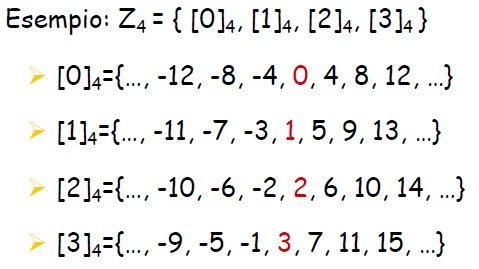 Esempio: Z₄ = { [0]₄, [1]₄, [2]₄, [3]₄ }
➢ [0]₄={…, -12, -8, -4, 0, 4, 8, 12, …}
➢ [1]₄={…, -11, -7, -3, 1, 5, 9, 13, …}
➢ [2]₄={…, -10, -6, -2, 2, 6, 10, 14, …}
➢ [3]₄={…, -9, -5, -1, 3, 7, 11, 15, …}